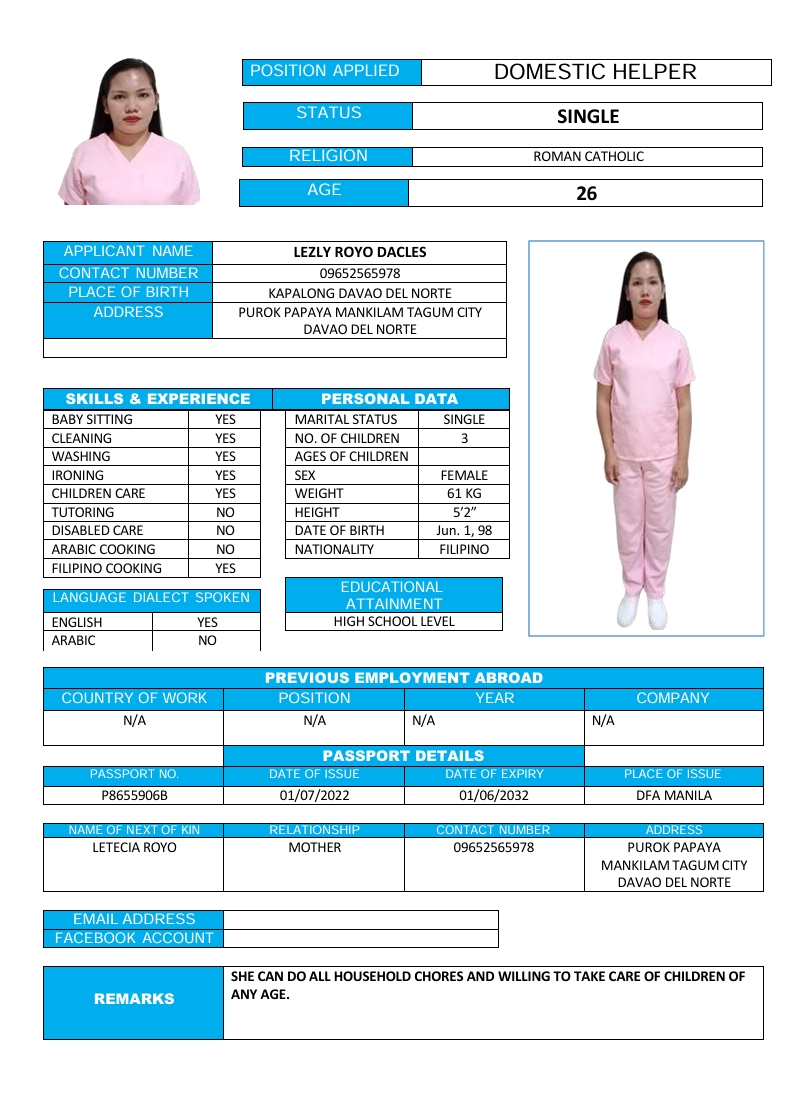 POSITION APPLIED DOMESTIC HELPER
STATUS SINGLE
RELIGION ROMAN CATHOLIC
AGE 26
APPLICANT NAME LEZLY ROYO DACLES
CONTACT NUMBER 09652565978
PLACE OF BIRTH KAPALONG DAVAO DEL NORTE
ADDRESS PUROK PAPAYA MANKILAM TAGUM CITY
DAVAO DEL NORTE
SKILLS & EXPERIENCE PERSONAL DATA
BABY SITTING YES MARITAL STATUS SINGLE
CLEANING YES NO. OF CHILDREN 3
WASHING YES AGES OF CHILDREN
IRONING YES SEX FEMALE
CHILDREN CARE YES WEIGHT 61 KG
TUTORING NO HEIGHT 5’2”
DISABLED CARE NO DATE OF BIRTH Jun. 1, 98
ARABIC COOKING NO NATIONALITY FILIPINO
FILIPINO COOKING YES
LANGUAGE DIALECT SPOKEN
ENGLISH YES
ARABIC NO
EDUCATIONAL
ATTAINMENT
HIGH SCHOOL LEVEL
PREVIOUS EMPLOYMENT ABROAD
COUNTRY OF WORK POSITION YEAR COMPANY
N/A N/A N/A N/A
PASSPORT DETAILS
PASSPORT NO. DATE OF ISSUE DATE OF EXPIRY PLACE OF ISSUE
P8655906B 01/07/2022 01/06/2032 DFA MANILA
NAME OF NEXT OF KIN RELATIONSHIP CONTACT NUMBER ADDRESS
LETECIA ROYO MOTHER 09652565978 PUROK PAPAYA
MANKILAM TAGUM CITY
DAVAO DEL NORTE
EMAIL ADDRESS
FACEBOOK ACCOUNT
REMARKS SHE CAN DO ALL HOUSEHOLD CHORES AND WILLING TO TAKE CARE OF CHILDREN OF
ANY AGE.